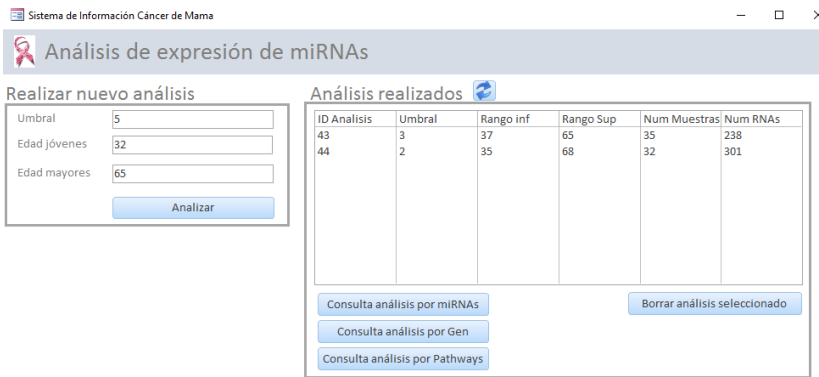 Sistema de Información Cáncer de Mama
Análisis de expresión de miRNAs
Realizar nuevo análisis
Umbral 5
Edad jóvenes 32
Edad mayores 65
Analizar
Análisis realizados
ID Analisis Umbral Rango inf Rango Sup Num Muestras Num RNAs
43 3 37 65 35 238
44 2 35 68 32 301
Consulta análisis por miRNAs Borrar análisis seleccionado
Consulta análisis por Gen
Consulta análisis por Pathways